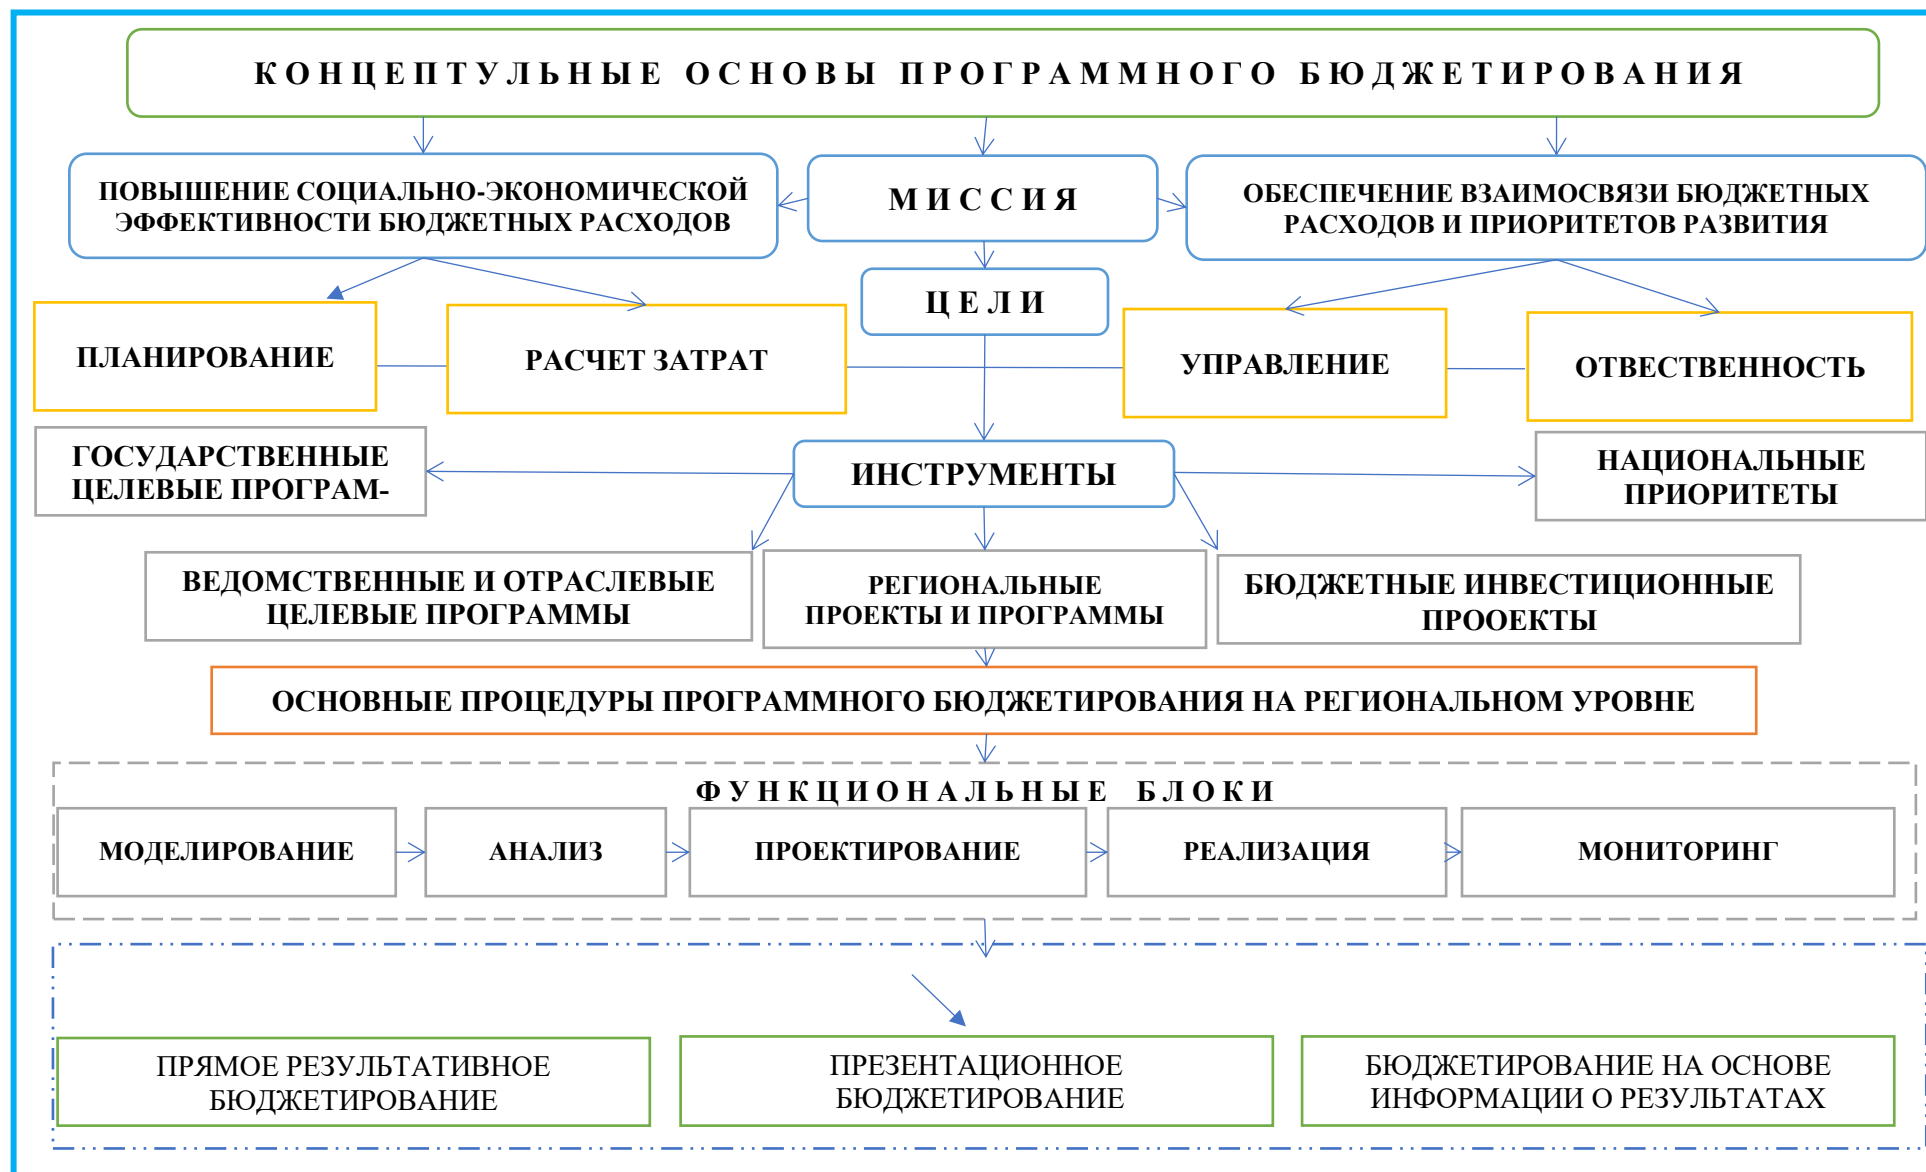 КОНЦЕПТУЛЬНЫЕ ОСНОВЫ ПРОГРАММНОГО БЮДЖЕТИРОВАНИЯ
ПОВЫШЕНИЕ СОЦИАЛЬНО-ЭКОНОМИЧЕСКОЙ
ЭФФЕКТИВНОСТИ БЮДЖЕТНЫХ РАСХОДОВ
МИССИЯ
ОБЕСПЕЧЕНИЕ ВЗАИМОСВЯЗИ БЮДЖЕТНЫХ
РАСХОДОВ И ПРИОРИТЕТОВ РАЗВИТИЯ
ЦЕЛИ
ПЛАНИРОВАНИЕ
РАСЧЕТ ЗАТРАТ
УПРАВЛЕНИЕ
ОТВЕСТВЕННОСТЬ
ГОСУДАРСТВЕННЫЕ
ЦЕЛЕВЫЕ ПРОГРАМ-
ИНСТРУМЕНТЫ
НАЦИОНАЛЬНЫЕ
ПРИОРИТЕТЫ
ВЕДОМСТВЕННЫЕ И ОТРАСЛЕВЫЕ
ЦЕЛЕВЫЕ ПРОГРАММЫ
РЕГИОНАЛЬНЫЕ
ПРОЕКТЫ И ПРОГРАММЫ
БЮДЖЕТНЫЕ ИНВЕСТИЦИОННЫЕ
ПРООЕКТЫ
ОСНОВНЫЕ ПРОЦЕДУРЫ ПРОГРАММНОГО БЮДЖЕТИРОВАНИЯ НА РЕГИОНАЛЬНОМ УРОВНЕ
ФУНКЦИОНАЛЬНЫЕ БЛОКИ
МОДЕЛИРОВАНИЕ
АНАЛИЗ
ПРОЕКТИРОВАНИЕ
РЕАЛИЗАЦИЯ
МОНИТОРИНГ
ПРЯМОЕ РЕЗУЛЬТАТИВНОЕ
БЮДЖЕТИРОВАНИЕ
ПРЕЗЕНТАЦИОННОЕ
БЮДЖЕТИРОВАНИЕ
БЮДЖЕТИРОВАНИЕ НА ОСНОВЕ
ИНФОРМАЦИИ О РЕЗУЛЬТАТАХ